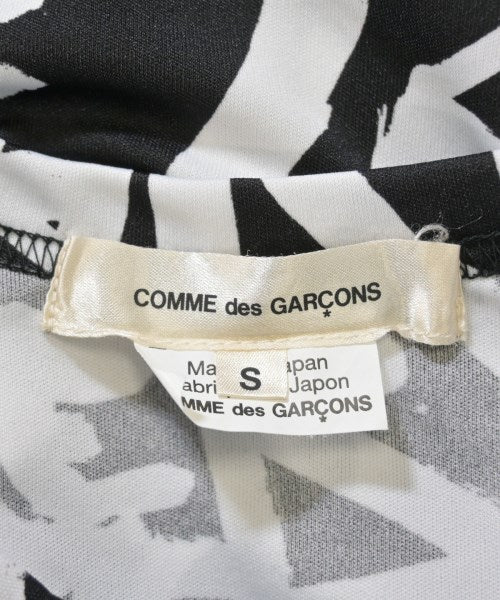 COMME des GARÇONS
S
Ma apan
abri Japon
MME des GARÇONS